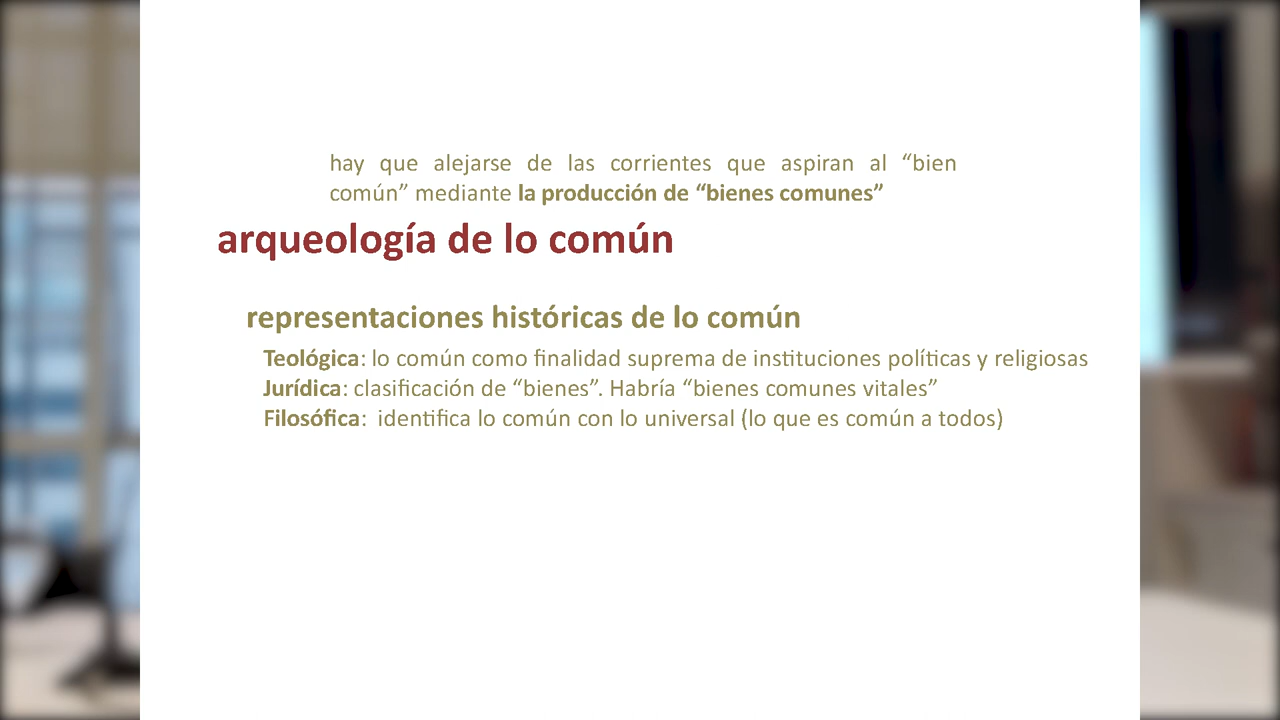 hay que alejarse de las corrientes que aspiran al “bien
común” mediante la producción de “bienes comunes”
arqueología de lo común
representaciones históricas de lo común
Teológica: lo común como finalidad suprema de instituciones políticas y religiosas
Jurídica: clasificación de “bienes”. Habría “bienes comunes vitales”
Filosófica: identifica lo común con lo universal (lo que es común a todos)